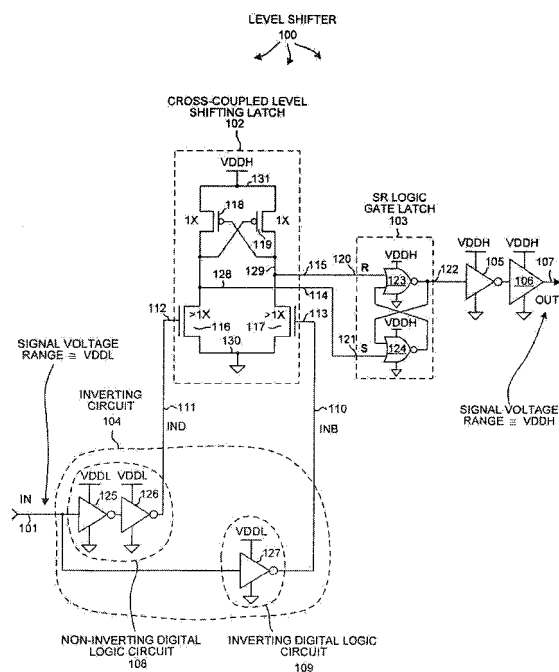 LEVEL SHIFTER
100
CROSS-COUPLED LEVEL
SHIFTING LATCH
102
VDDH
131
118
1X
1X
119
SR LOGIC
GATE LATCH
103
VDDH
VDDH
VDDH
129
115
120
R
123
122
105
106
107
OUT
128
114
112
>1X
116
>1X
117
113
VDDH
130
121
S
124
SIGNAL VOLTAGE
RANGE ≅ VDDL
SIGNAL VOLTAGE
RANGE ≅ VDDH
INVERTING
CIRCUIT
104
111
IND
110
INB
VDDL
VDDL
125
126
IN
101
VDDL
127
NON-INVERTING DIGITAL
LOGIC CIRCUIT
108
INVERTING DIGITAL LOGIC
CIRCUIT
109